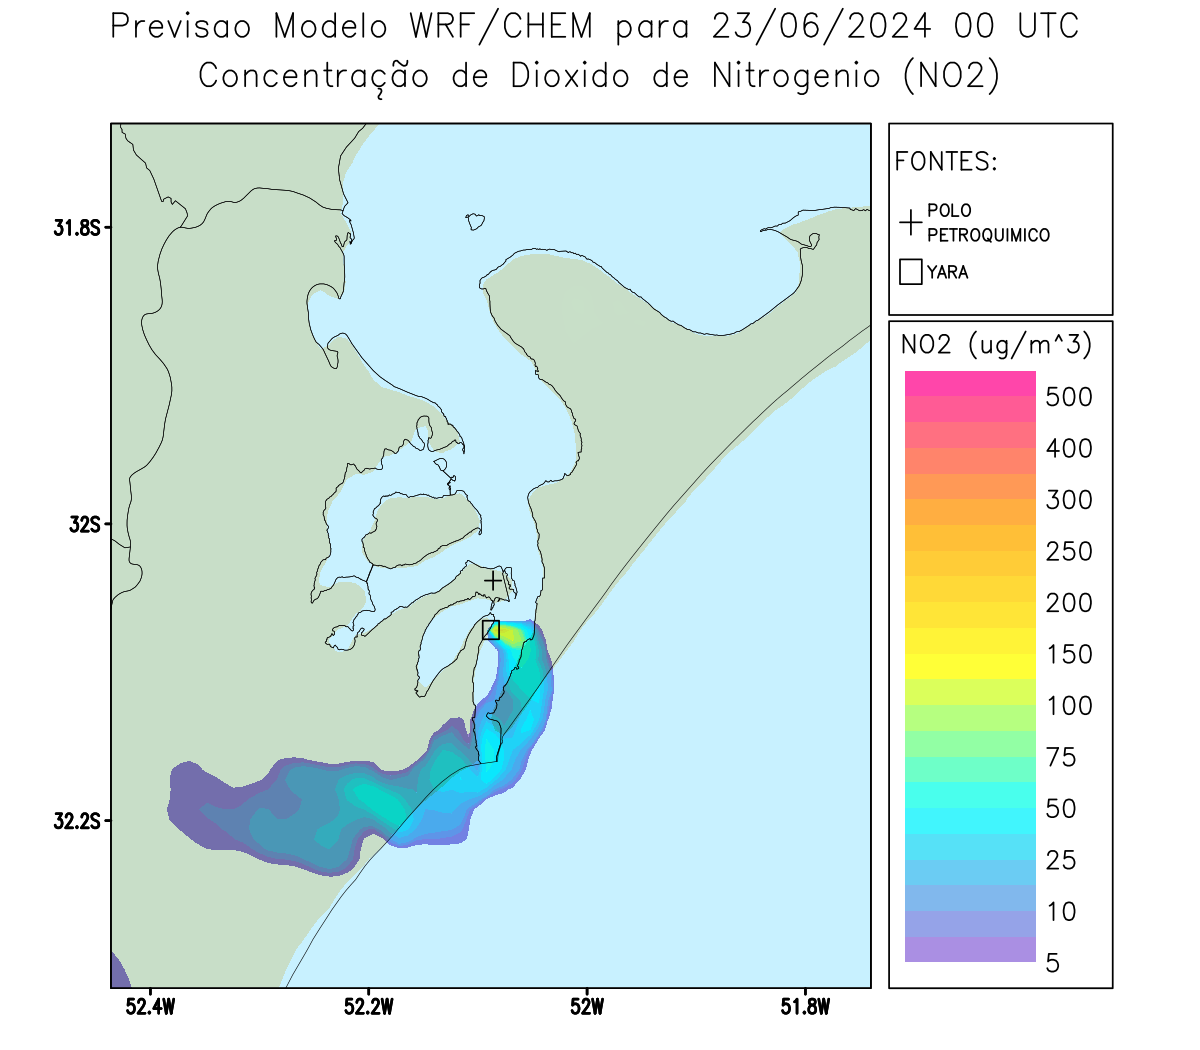 Previsao Modelo WRF/CHEM para 23/06/2024 00 UTC
Concentração de Dioxido de Nitrogenio (NO2)
FONTES:
POLO
PETROQUIMICO
YARA
NO2 (ug/m^3)
500
400
300
250
200
150
100
75
50
25
10
5
31.8S
32S
32.2S
52.4W
52.2W
52W
51.8W